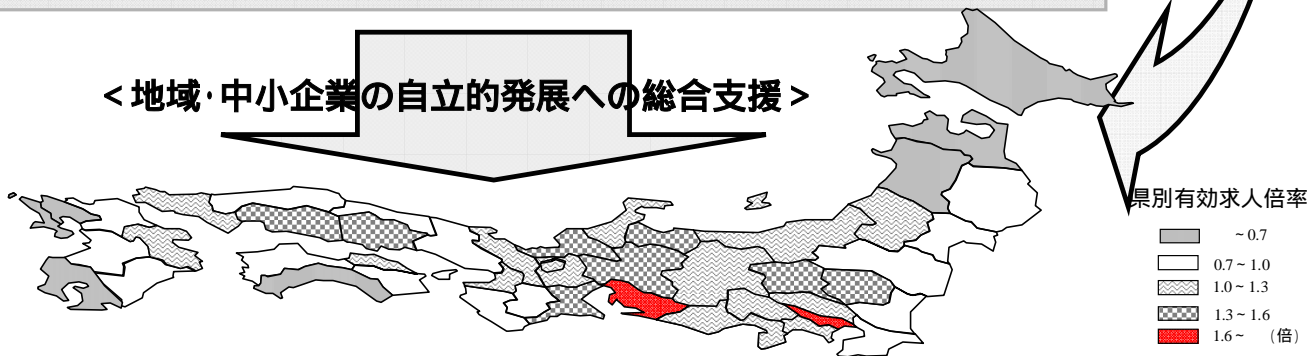 <地域・中小企業の自立的発展への総合支援>
県別有効求人倍率
~0.7
0.7~1.0
1.0~1.3
1.3~1.6
1.6~ (倍)